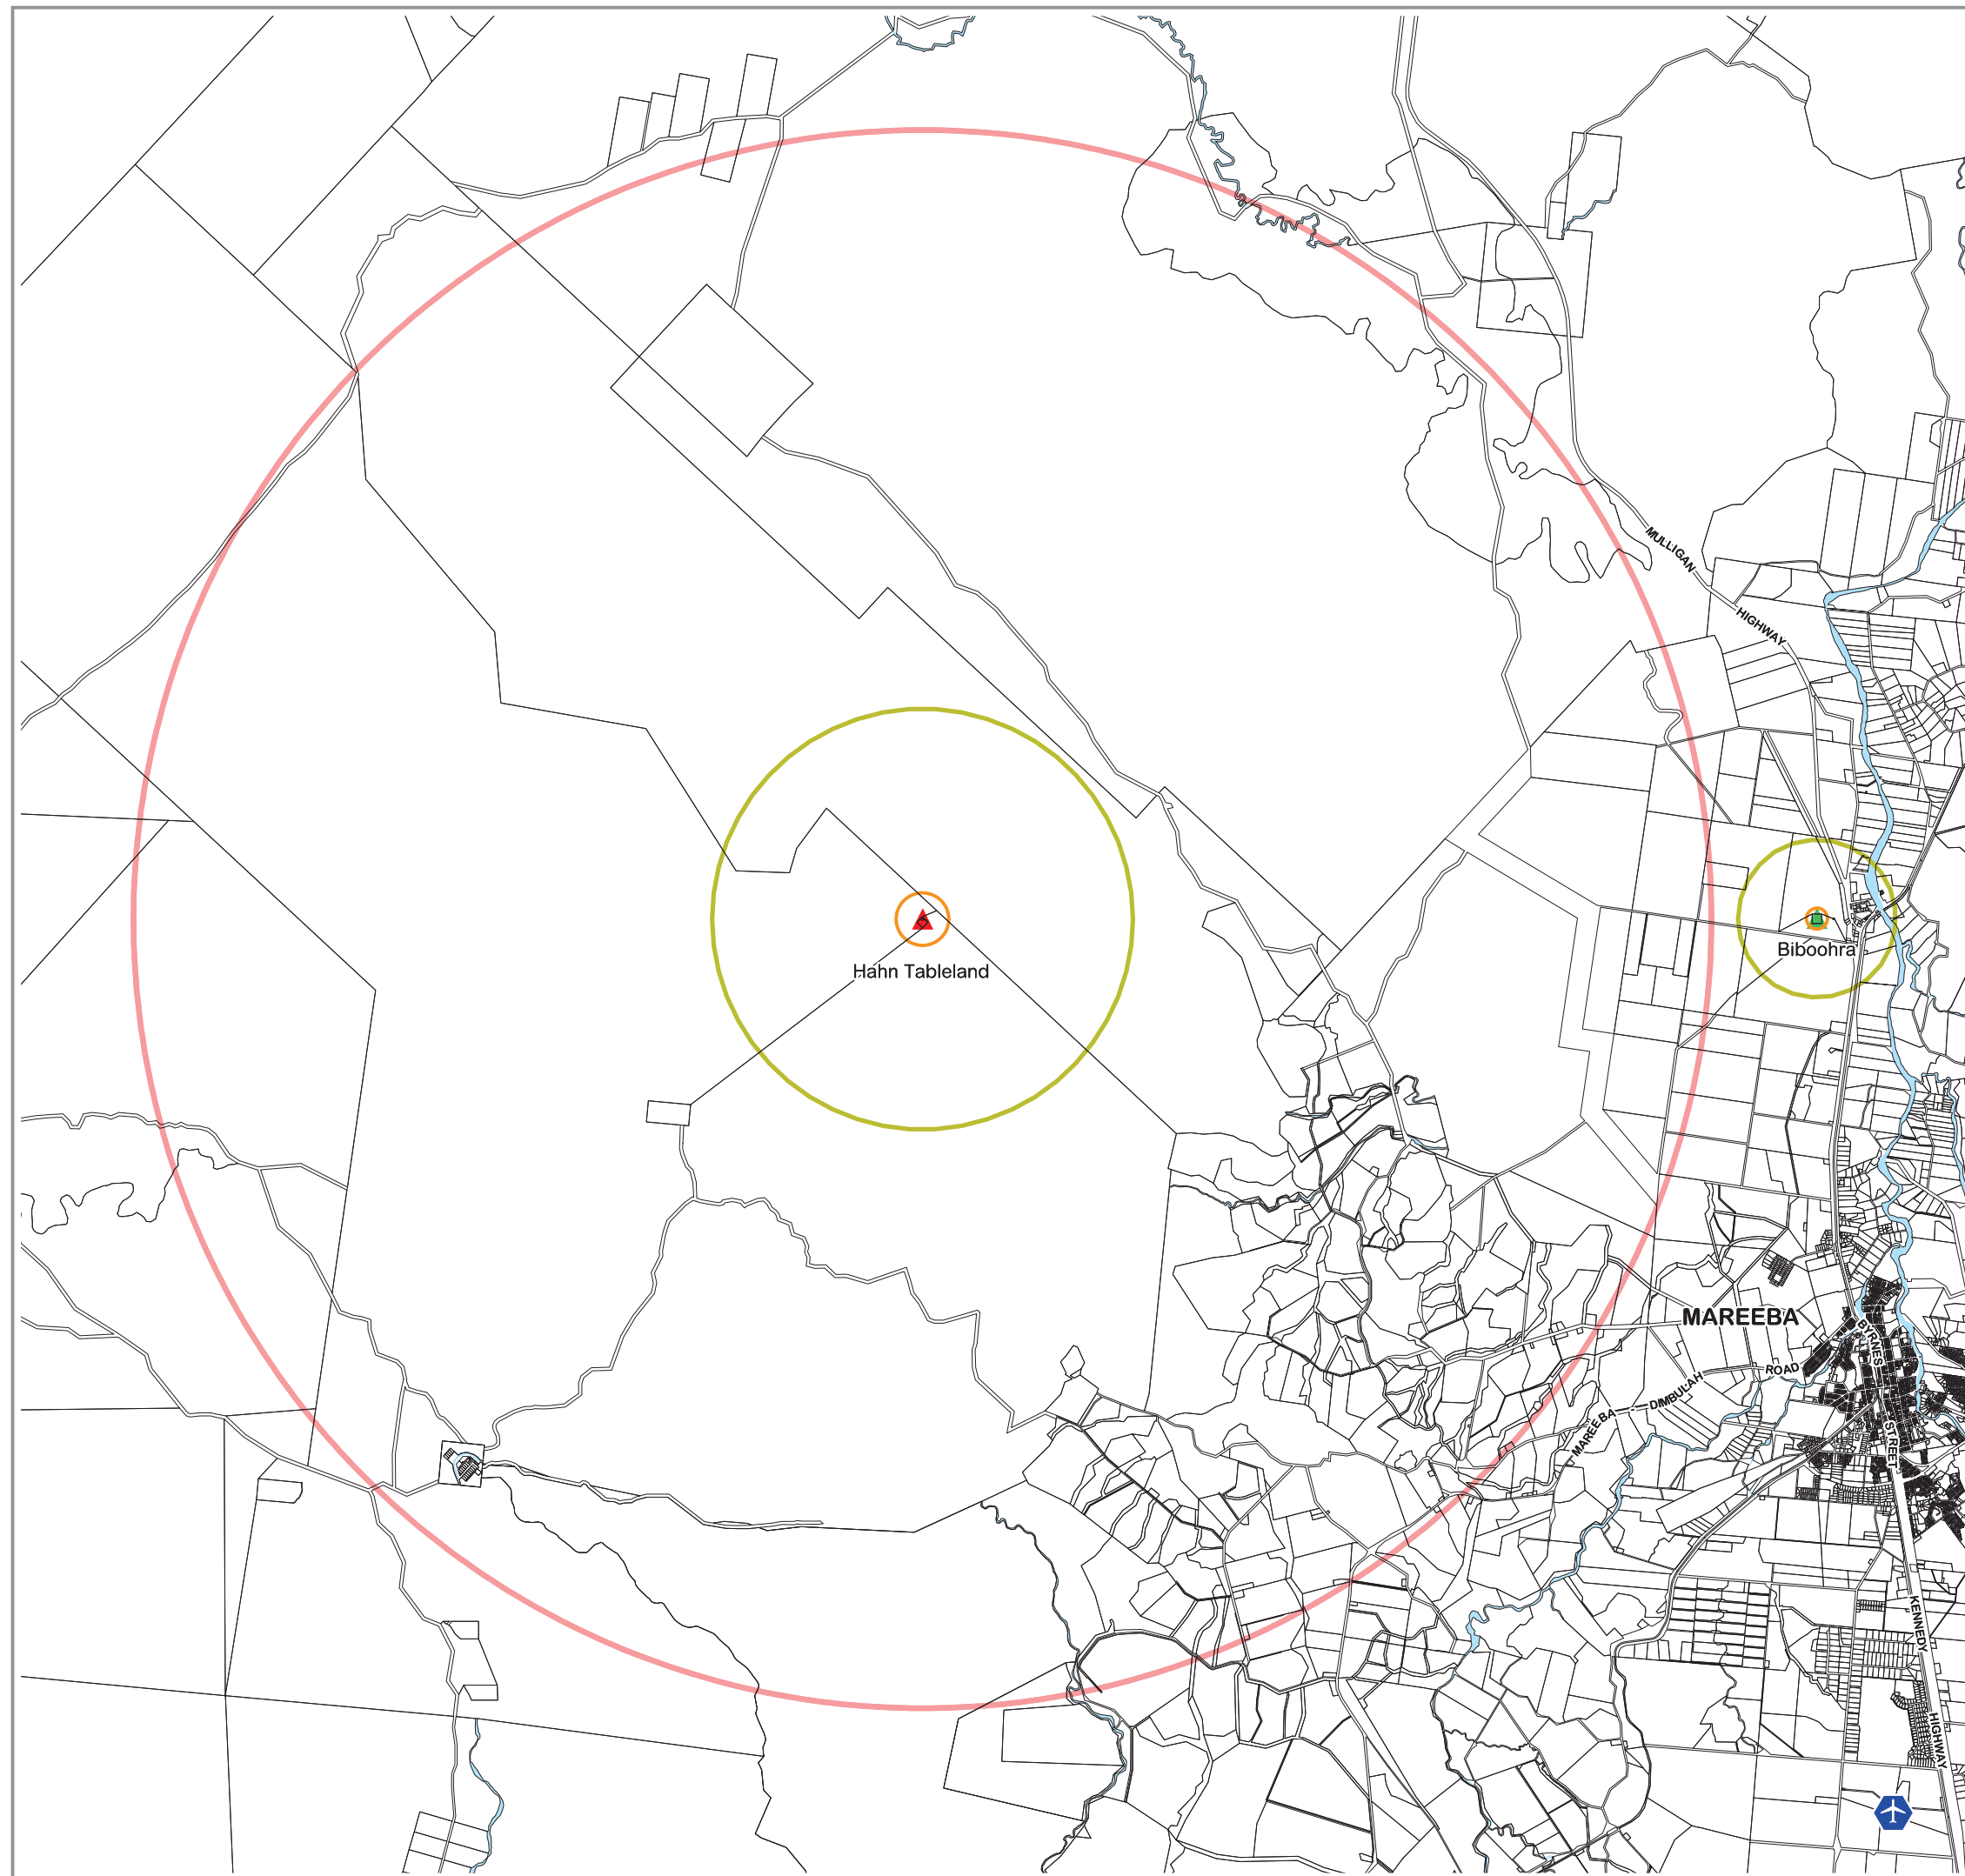 MULLIGAN
HIGHWAY
Biboohra
Hahn Tableland
MAREEBA
BYRNES
STREET
MAREEBA - DIMBULAH ROAD
KENNEDY
HIGHWAY